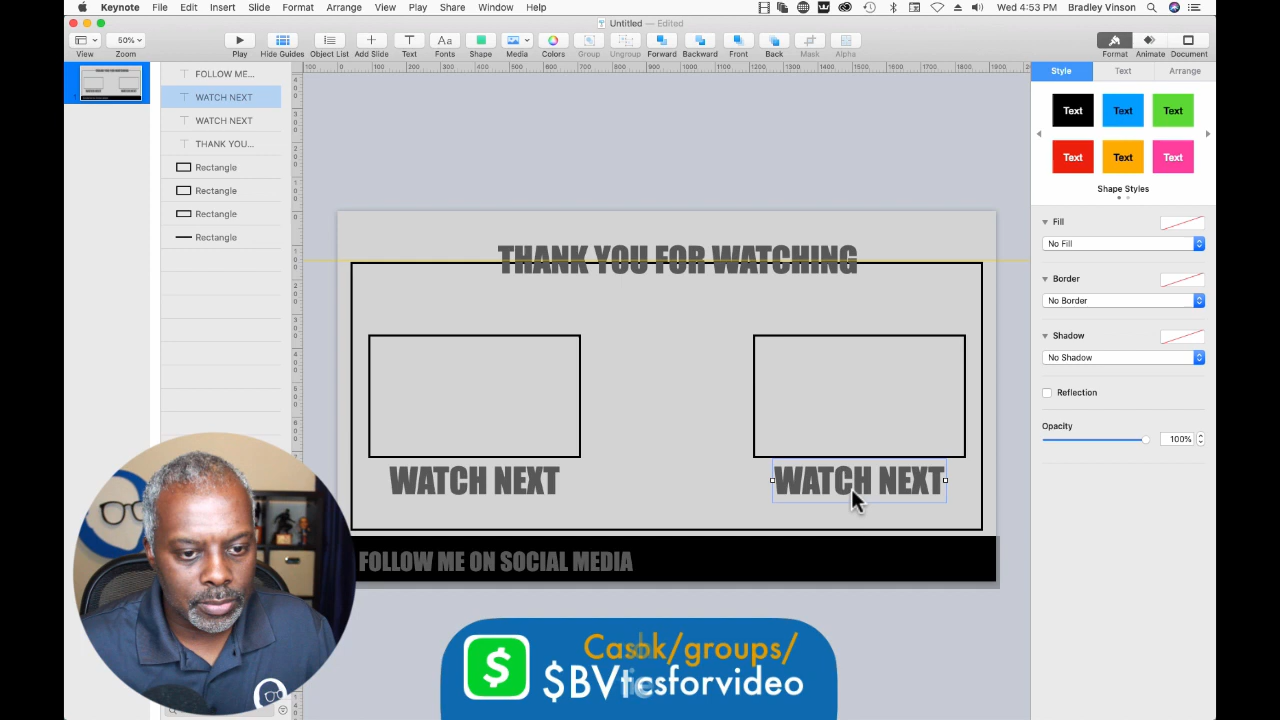 Keynote File Edit Insert Slide Format Arrange View Play Share Window Help
Wed 4:53 PM Bradley Vinson
Untitled — Edited
View Zoom Play Hide Guides Object List Add Slide Text Fonts Shape Media Colors Group Ungroup Forward Backward Front Back Mask Alpha Format Animate Document
50%
FOLLOW ME...
WATCH NEXT
WATCH NEXT
THANK YOU...
Rectangle
Rectangle
Rectangle
Rectangle
THANK YOU FOR WATCHING
WATCH NEXT WATCH NEXT
FOLLOW ME ON SOCIAL MEDIA
Style Text Arrange
Text Text Text
Text Text Text
Shape Styles
Fill
No Fill
Border
No Border
Shadow
No Shadow
Reflection
Opacity
100%